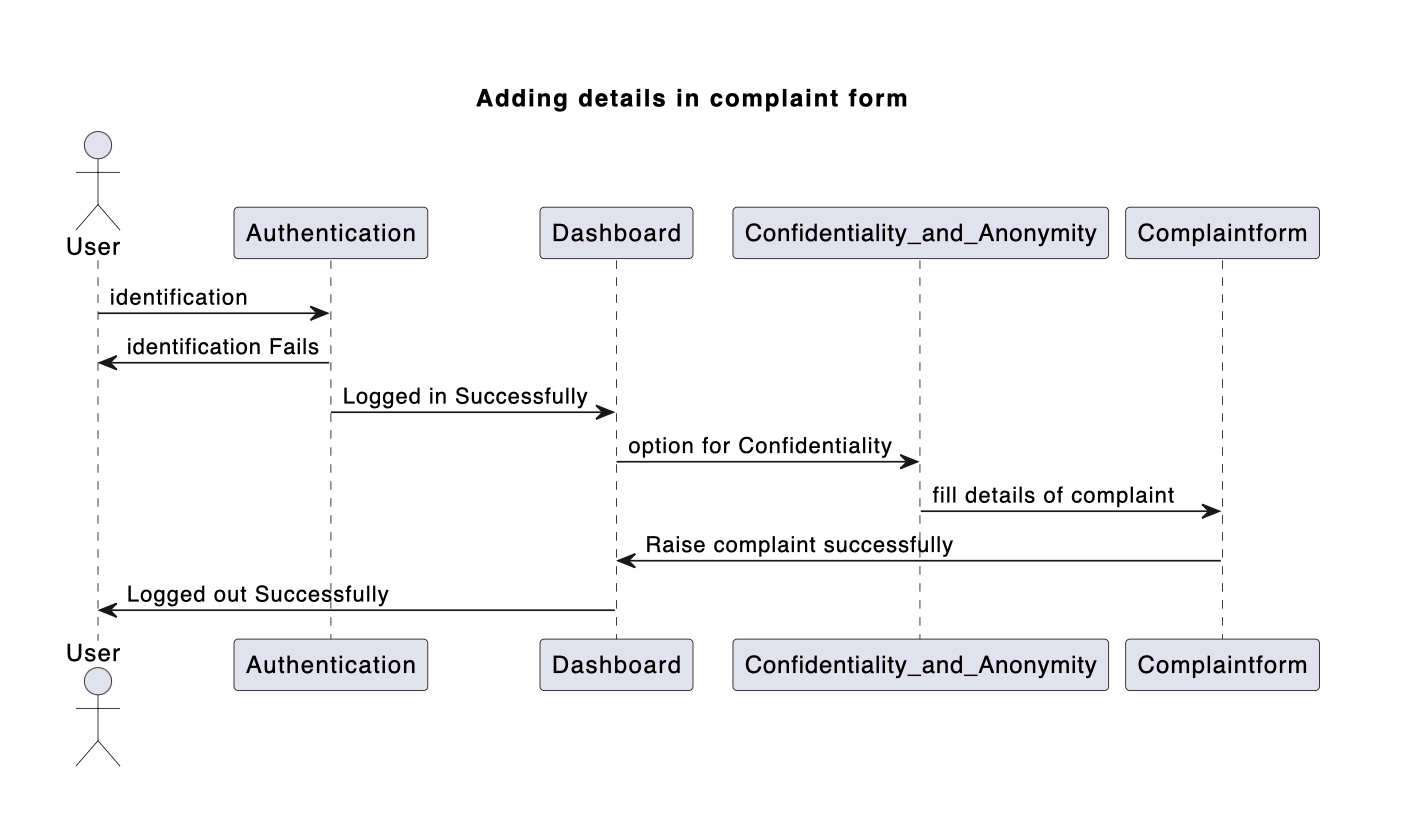 Adding details in complaint form
User
Authentication
Dashboard
Confidentiality_and_Anonymity
Complaintform
identification
identification Fails
Logged in Successfully
option for Confidentiality
fill details of complaint
Raise complaint successfully
Logged out Successfully
User
Authentication
Dashboard
Confidentiality_and_Anonymity
Complaintform